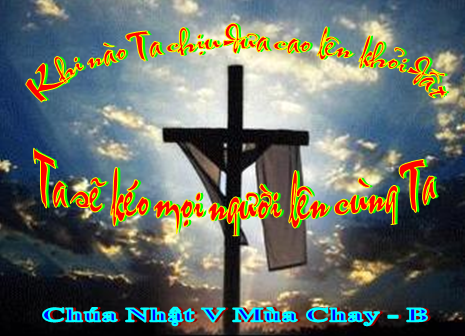 Khi nào Ta chịu đưa cao lên khỏi đất
Ta sẽ kéo mọi người lên cùng Ta
Chúa Nhật V Mùa Chay - B